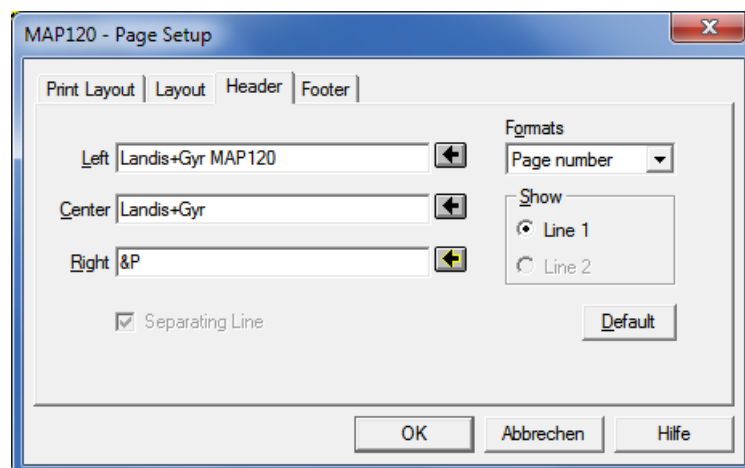 MAP120 - Page Setup
x
Print Layout Layout Header Footer
Formats
Left Landis+Gyr MAP120 Page number
Center Landis+Gyr Show
Line 1
Right &P Line 2
Separating Line Default
OK Abbrechen Hilfe